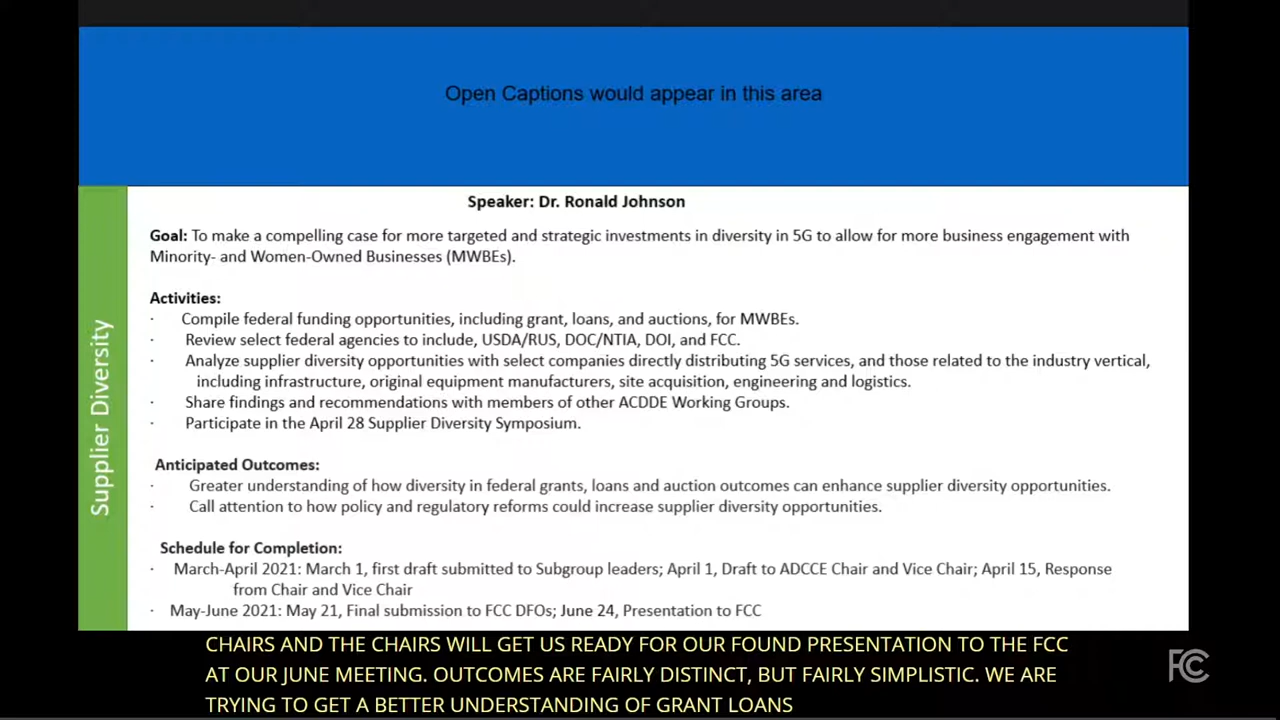 Open Captions would appear in this area
Speaker: Dr. Ronald Johnson
Goal: To make a compelling case for more targeted and strategic investments in diversity in 5G to allow for more business engagement with
Minority- and Women-Owned Businesses (MWBEs).
Activities:
· Compile federal funding opportunities, including grant, loans, and auctions, for MWBEs.
· Review select federal agencies to include, USDA/RUS, DOC/NTIA, DOI, and FCC.
· Analyze supplier diversity opportunities with select companies directly distributing 5G services, and those related to the industry vertical,
including infrastructure, original equipment manufacturers, site acquisition, engineering and logistics.
· Share findings and recommendations with members of other ACDDE Working Groups.
· Participate in the April 28 Supplier Diversity Symposium.
Anticipated Outcomes:
· Greater understanding of how diversity in federal grants, loans and auction outcomes can enhance supplier diversity opportunities.
· Call attention to how policy and regulatory reforms could increase supplier diversity opportunities.
Schedule for Completion:
· March-April 2021: March 1, first draft submitted to Subgroup leaders; April 1, Draft to ADCCE Chair and Vice Chair; April 15, Response
from Chair and Vice Chair
· May-June 2021: May 21, Final submission to FCC DFOs; June 24, Presentation to FCC
Supplier Diversity
CHAIRS AND THE CHAIRS WILL GET US READY FOR OUR FOUND PRESENTATION TO THE FCC
AT OUR JUNE MEETING. OUTCOMES ARE FAIRLY DISTINCT, BUT FAIRLY SIMPLISTIC. WE ARE
TRYING TO GET A BETTER UNDERSTANDING OF GRANT LOANS
FCC